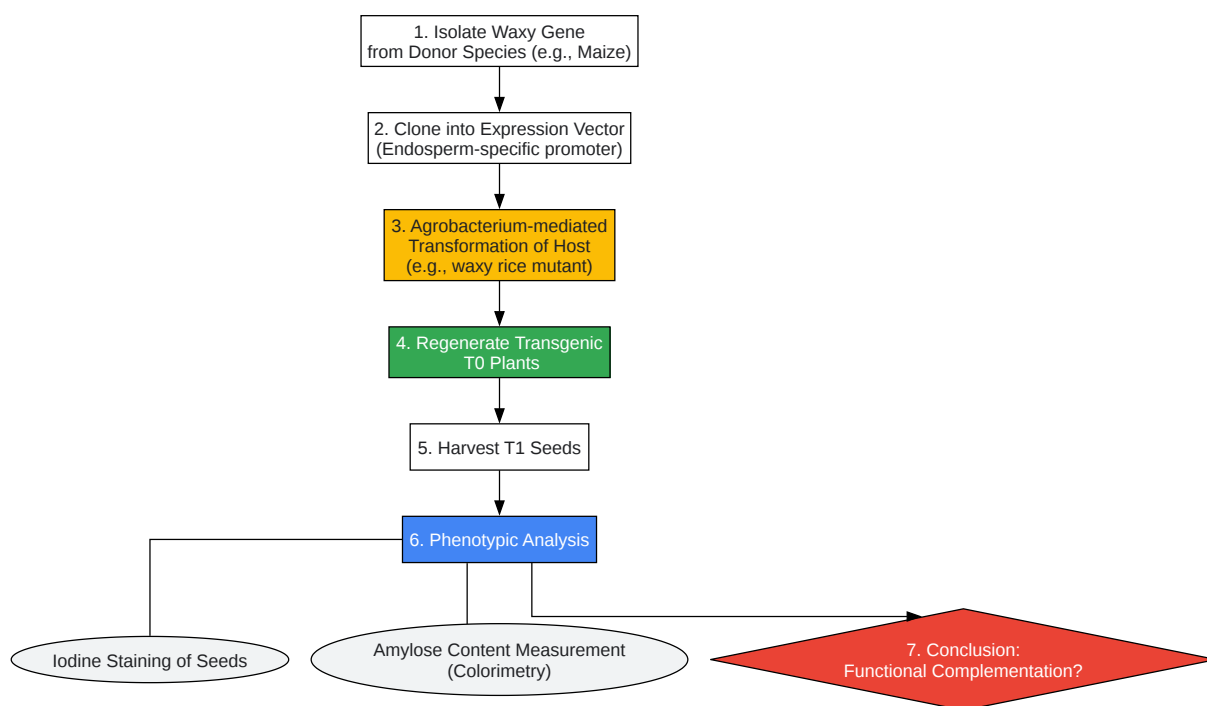 1. Isolate Waxy Gene
from Donor Species (e.g., Maize)
2. Clone into Expression Vector
(Endosperm-specific promoter)
3. Agrobacterium-mediated
Transformation of Host
(e.g., waxy rice mutant)
4. Regenerate Transgenic
T0 Plants
5. Harvest T1 Seeds
6. Phenotypic Analysis
Iodine Staining of Seeds
Amylose Content Measurement
(Colorimetry)
7. Conclusion:
Functional Complementation?